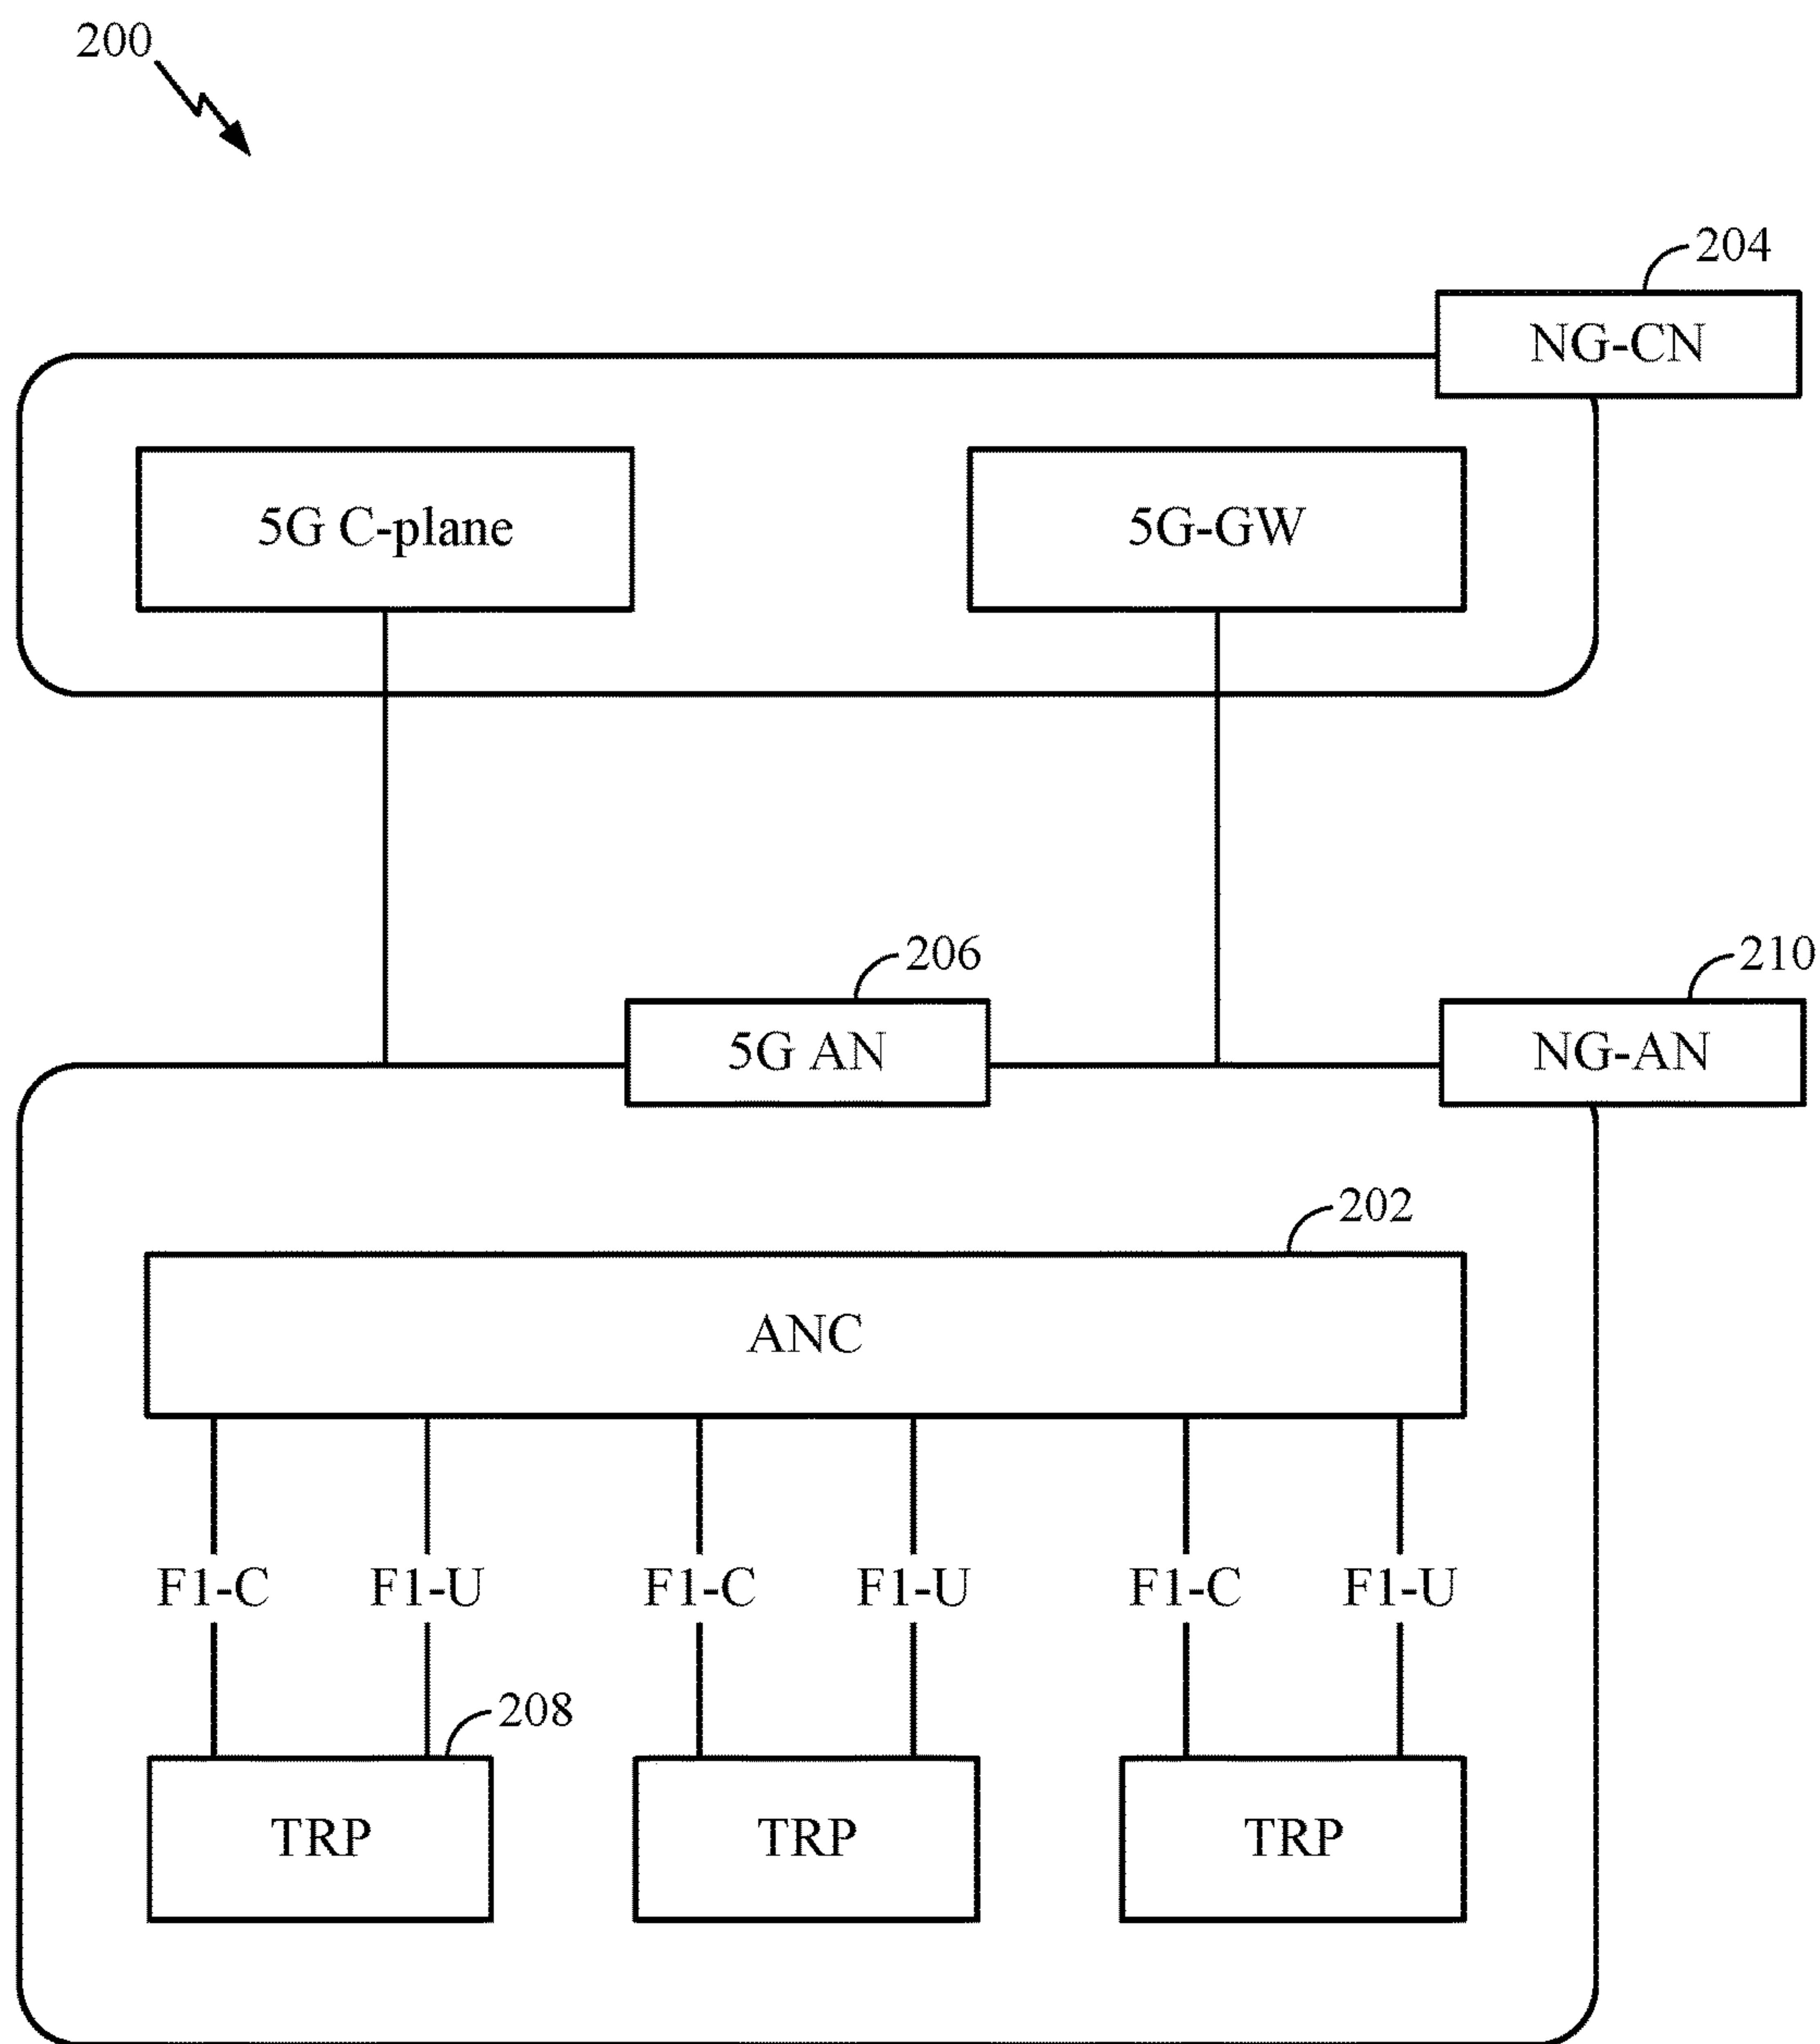 200
204
NG-CN
5G C-plane
5G-GW
206
210
5G AN
NG-AN
202
ANC
F1-C F1-U F1-C F1-U F1-C F1-U
208
TRP TRP TRP